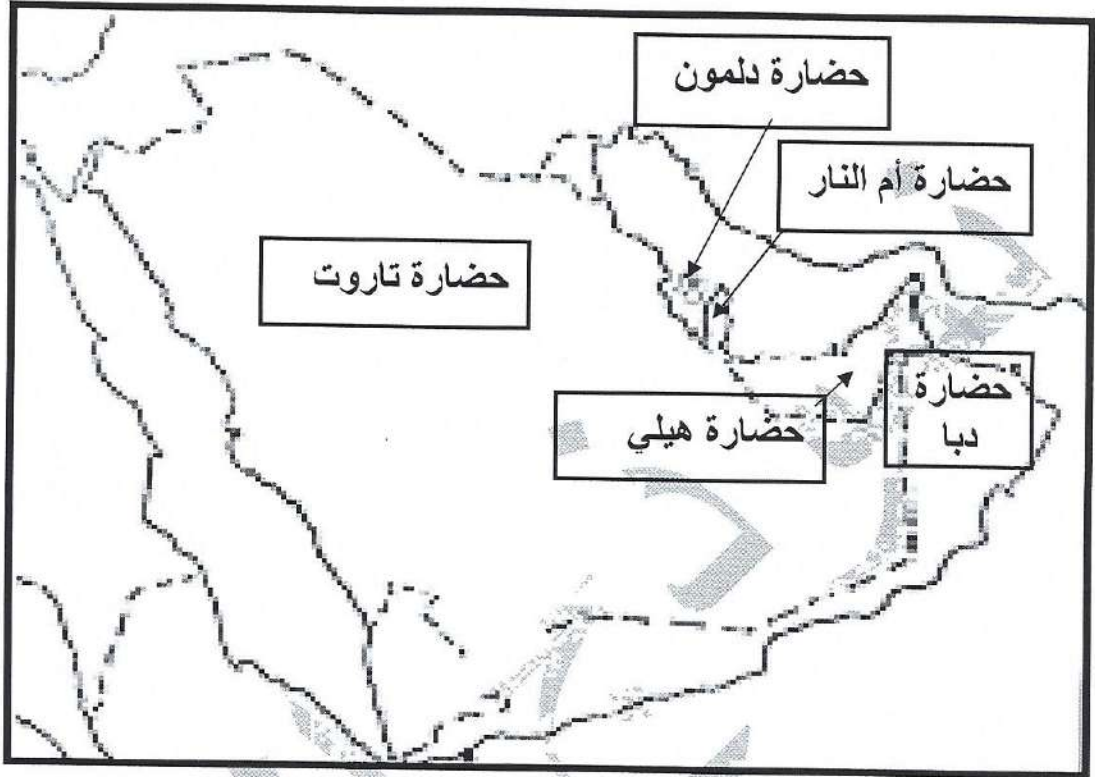 حضارة دلمون
حضارة أم النار
حضارة تاروت
حضارة
دبا
حضارة هيلي